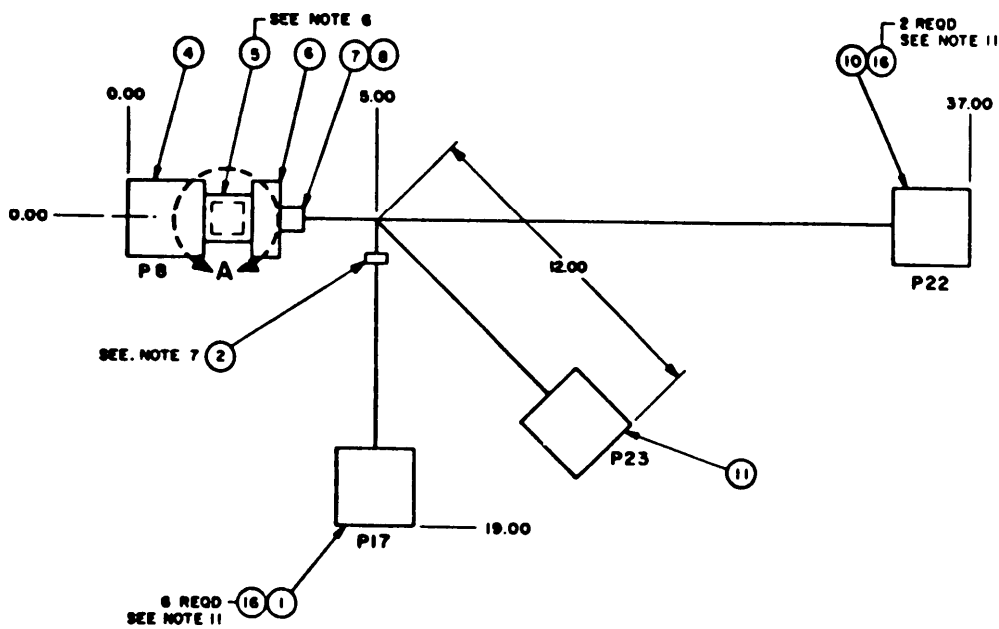 SEE NOTE 6
2 REQD
SEE NOTE 11
4
5
6
7 8
10 16
0.00
5.00
37.00
0.00
P8
A
12.00
P22
SEE. NOTE 7 2
P23
11
P17
19.00
6 REQD 16 1
SEE NOTE 11